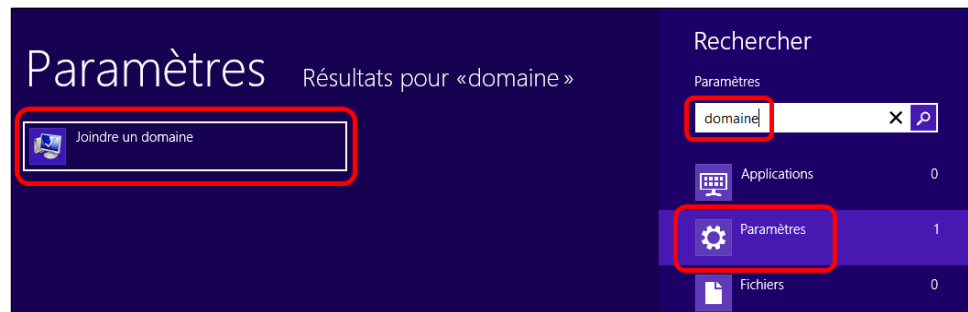 Paramètres Résultats pour «domaine»
Joindre un domaine
Rechercher
Paramètres
domaine
Applications 0
Paramètres 1
Fichiers 0